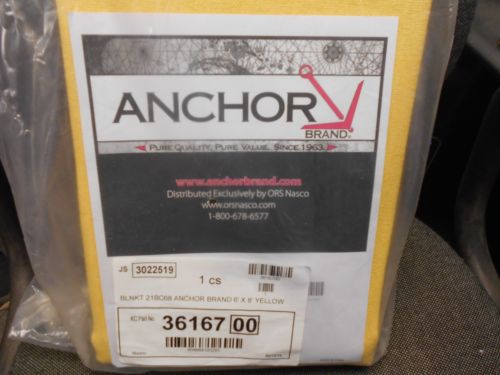 ANCHOR
BRAND®
PURE QUALITY, PURE VALUE, SINCE 1963
www.anchorbrand.com
Distributed Exclusively by ORS Nasco
www.orsnasco.com
1-800-678-6577
JS 3022519
1 CS
BLNKT 21BC68 ANCHOR BRAND 6' X 8' YELLOW
KC Part No. 36167 00